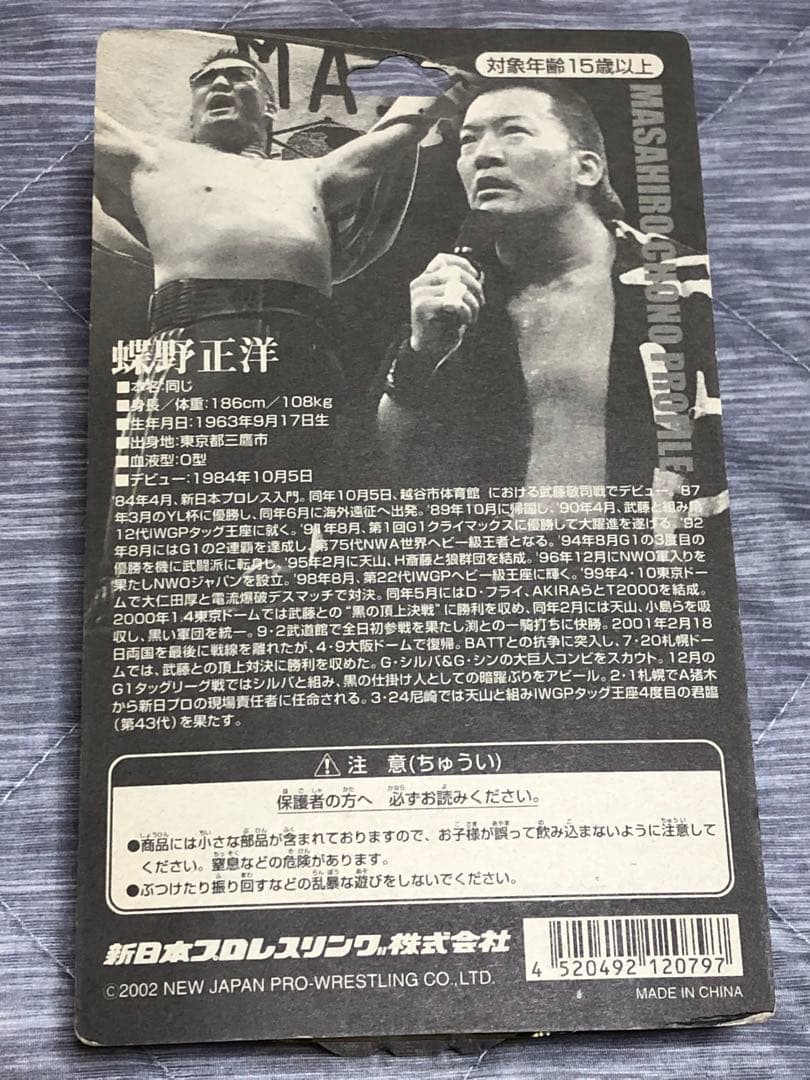 MA
対象年齢15歳以上
MASAHIRO CHONO PROFILE
蝶野正洋
■本名:同じ
■身長/体重:186cm/108kg
■生年月日:1963年9月17日生
■出身地:東京都三鷹市
■血液型:O型
■デビュー:1984年10月5日
'84年4月、新日本プロレス入門。同年10月5日、越谷市体育館 における武藤敬司戦でデビュー。'87
年3月のYL杯に優勝し、同年6月に海外遠征へ出発。'89年10月に帰国し、'90年4月、武藤と組み第
12代IWGPタッグ王座に就く。'91年8月、第1回G1クライマックスに優勝して大躍進を遂げる。'92
年8月にはG1の2連覇を達成し、第75代NWA世界ヘビー級王者となる。'94年8月G1の3度目の
優勝を機に武闘派に転身し、'95年2月に天山、H斎藤と狼群団を結成。'96年12月にNWO軍入りを
果たしNWOジャパンを設立。'98年8月、第22代IWGPヘビー級王座に輝く。'99年4・10東京ドー
ムで大仁田厚と電流爆破デスマッチで対決。同年5月にはD・フライ、AKIRAらとT2000を結成。
2000年1.4東京ドームでは武藤との“黒の頂上決戦”に勝利を収め、同年2月には天山、小島らを吸
収し、黒い軍団を統一。9・2武道館で全日初参戦を果たし渕との一騎打ちに快勝。2001年2月18
日両国を最後に戦線を離れたが、4・9大阪ドームで復帰。BATTとの抗争に突入し、7・20札幌ドー
ムでは、武藤との頂上対決に勝利を収めた。G・シルバ&G・シンの大巨人コンビをスカウト。12月の
G1タッグリーグ戦ではシルバと組み、黒の仕掛け人としての暗躍ぶりをアピール。2・1札幌でA猪木
から新日プロの現場責任者に任命される。3・24尼崎では天山と組みIWGPタッグ王座4度目の君臨
(第43代)を果たす。
⚠注 意(ちゅうい)
保護者の方へ 必ずお読みください。
●商品には小さな部品が含まれておりますので、お子様が誤って飲み込まないように注意して
ください。窒息などの危険があります。
●ぶつけたり振り回すなどの乱暴な遊びをしないでください。
新日本プロレスリング株式会社
©2002 NEW JAPAN PRO-WRESTLING CO.,LTD.
4 520492 120797
MADE IN CHINA